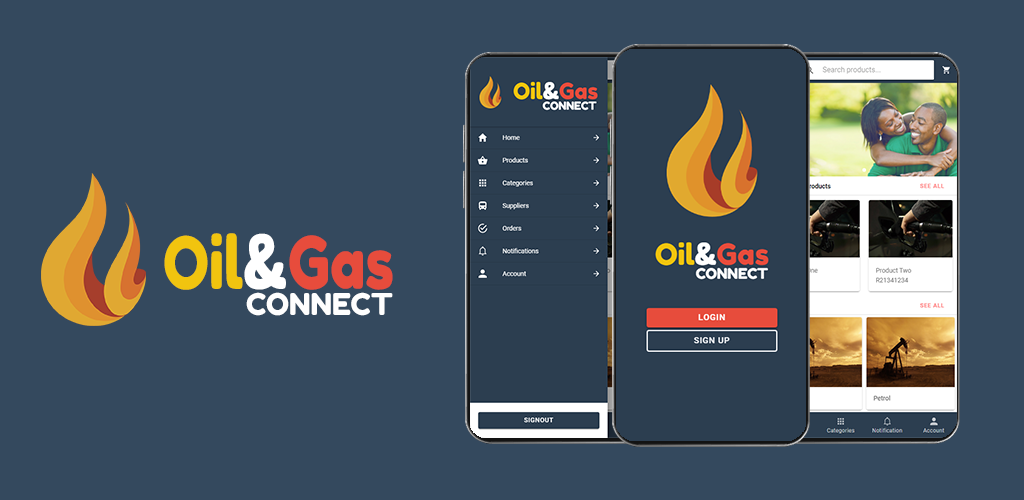 Oil&Gas
CONNECT
Oil&Gas
CONNECT
Home
Products
Categories
Suppliers
Orders
Notifications
Account
SIGNOUT
Oil&Gas
CONNECT
LOGIN
SIGN UP
Search products...
SEE ALL
Product Two
R21341234
SEE ALL
Petrol
Categories
Notification
Account